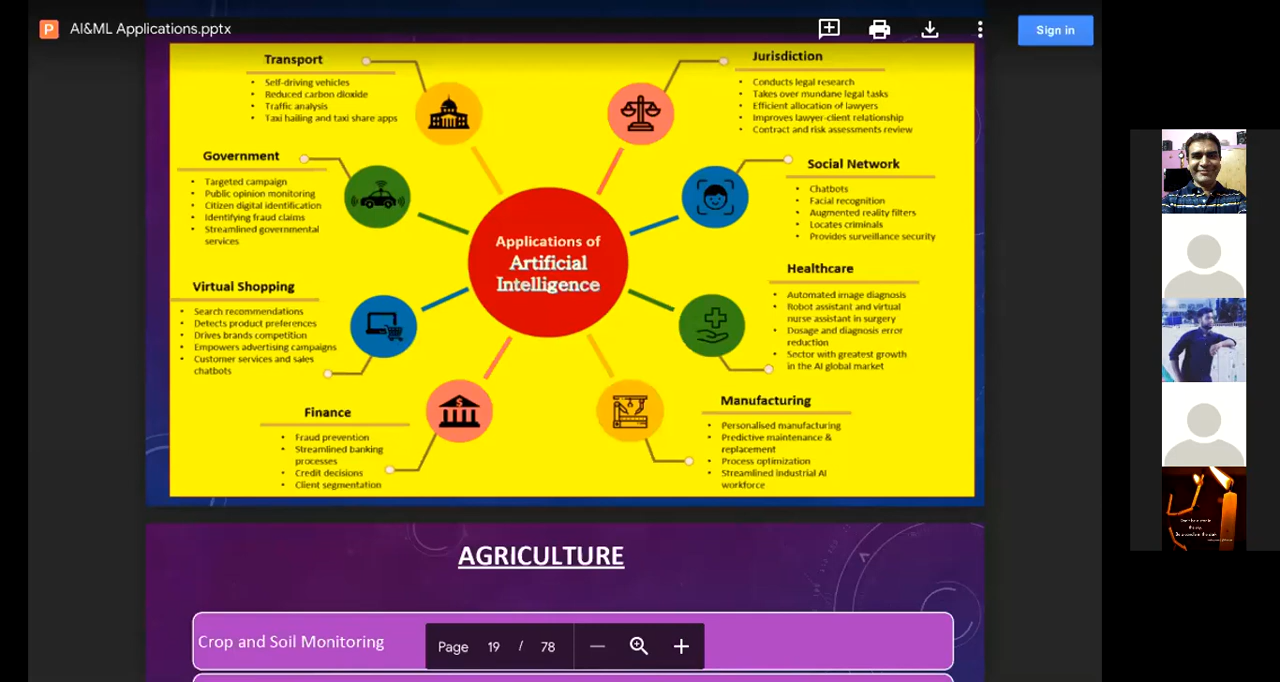 AI&ML Applications.pptx
Sign in
Transport
Self-driving vehicles
Reduced carbon dioxide
Traffic analysis
Taxi hailing and taxi share apps
Government
Targeted campaign
Public opinion monitoring
Citizen digital identification
Identifying fraud claims
Streamlined governmental
services
Virtual Shopping
Search recommendations
Detects product preferences
Drives brands competition
Empowers advertising campaigns
Customer services and sales
chatbots
Finance
Fraud prevention
Streamlined banking
processes
Credit decisions
Client segmentation
Applications of
Artificial
Intelligence
Jurisdiction
Conducts legal research
Takes over mundane legal tasks
Efficient allocation of lawyers
Improves lawyer-client relationship
Contract and risk assessments review
Social Network
Chatbots
Facial recognition
Augmented reality filters
Locates criminals
Provides surveillance security
Healthcare
Automated image diagnosis
Robot assistant and virtual
nurse assistant in surgery
Dosage and diagnosis error
reduction
Sector with greatest growth
in the AI global market
Manufacturing
Personalised manufacturing
Predictive maintenance &
replacement
Process optimization
Streamlined industrial AI
workforce
AGRICULTURE
Crop and Soil Monitoring
Page 19 / 78